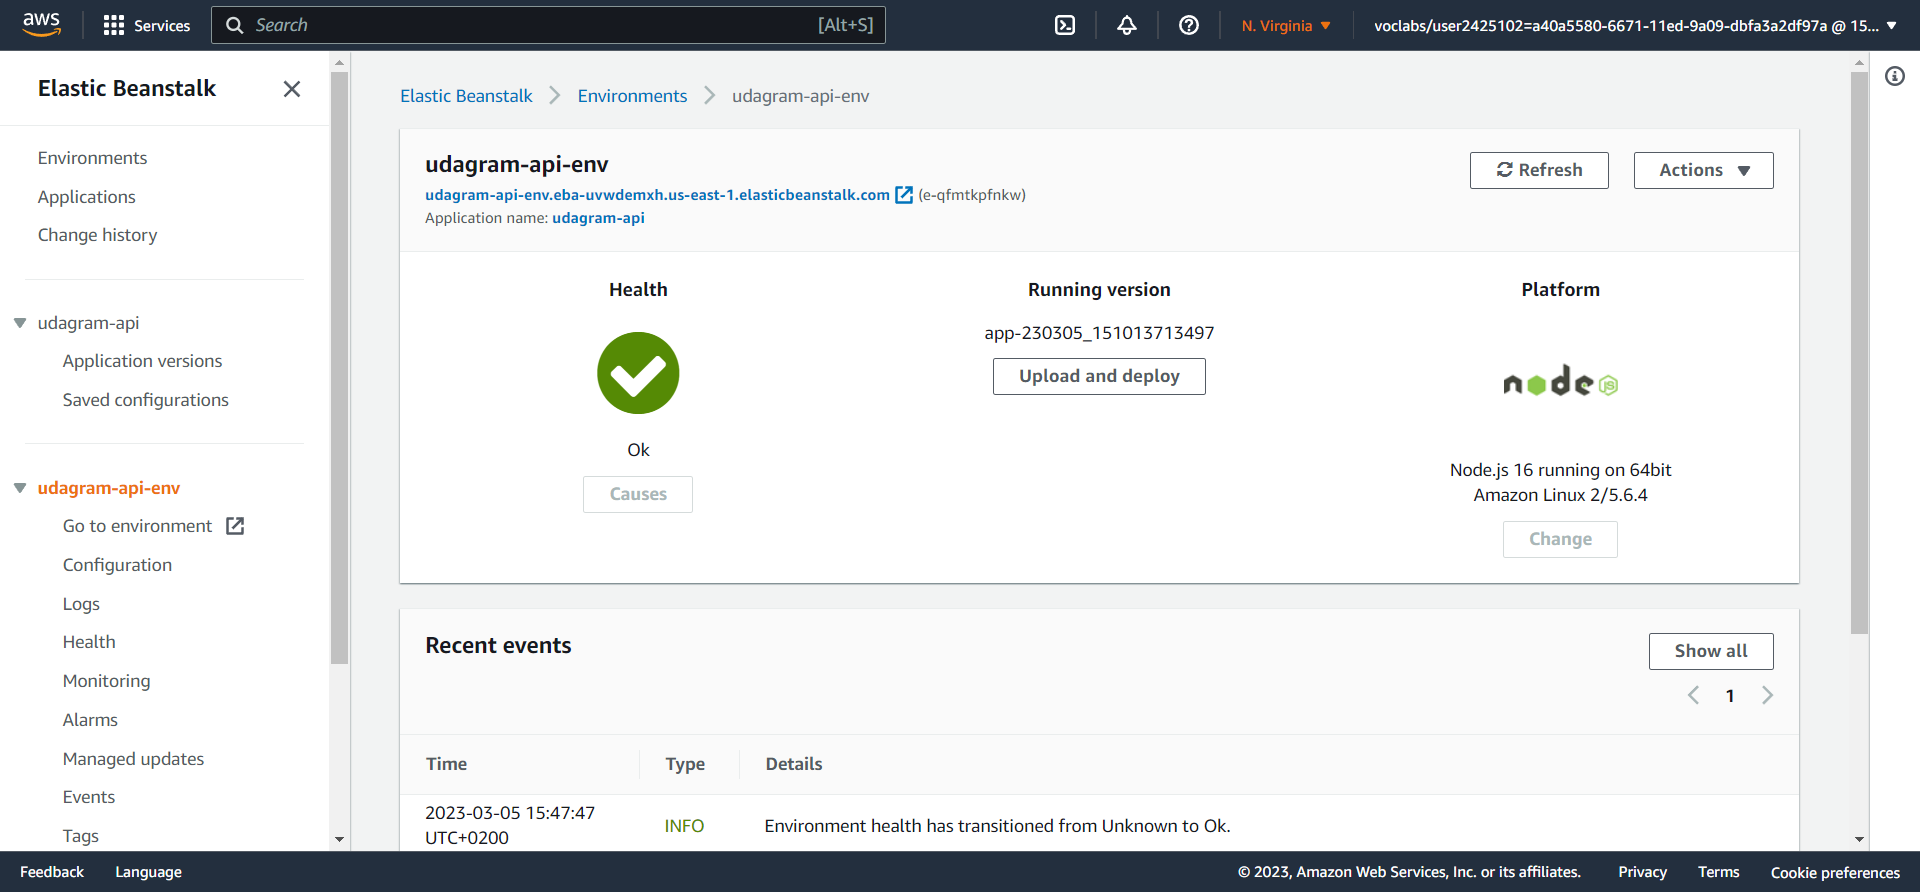 aws
Services
Search
[Alt+S]
N. Virginia
voclabs/user2425102=a40a5580-6671-11ed-9a09-dbfa3a2df97a @ 15...
Elastic Beanstalk
Environments
Applications
Change history
udagram-api
Application versions
Saved configurations
udagram-api-env
Go to environment
Configuration
Logs
Health
Monitoring
Alarms
Managed updates
Events
Tags
Elastic Beanstalk
Environments
udagram-api-env
udagram-api-env
udagram-api-env.eba-uvwdemxh.us-east-1.elasticbeanstalk.com (e-qfmtkpfnkw)
Application name: udagram-api
Refresh
Actions
Health
Ok
Causes
Running version
app-230305_151013713497
Upload and deploy
Platform
node JS
Node.js 16 running on 64bit
Amazon Linux 2/5.6.4
Change
Recent events
Show all
1
Time
Type
Details
2023-03-05 15:47:47
UTC+0200
INFO
Environment health has transitioned from Unknown to Ok.
Feedback
Language
© 2023, Amazon Web Services, Inc. or its affiliates.
Privacy
Terms
Cookie preferences